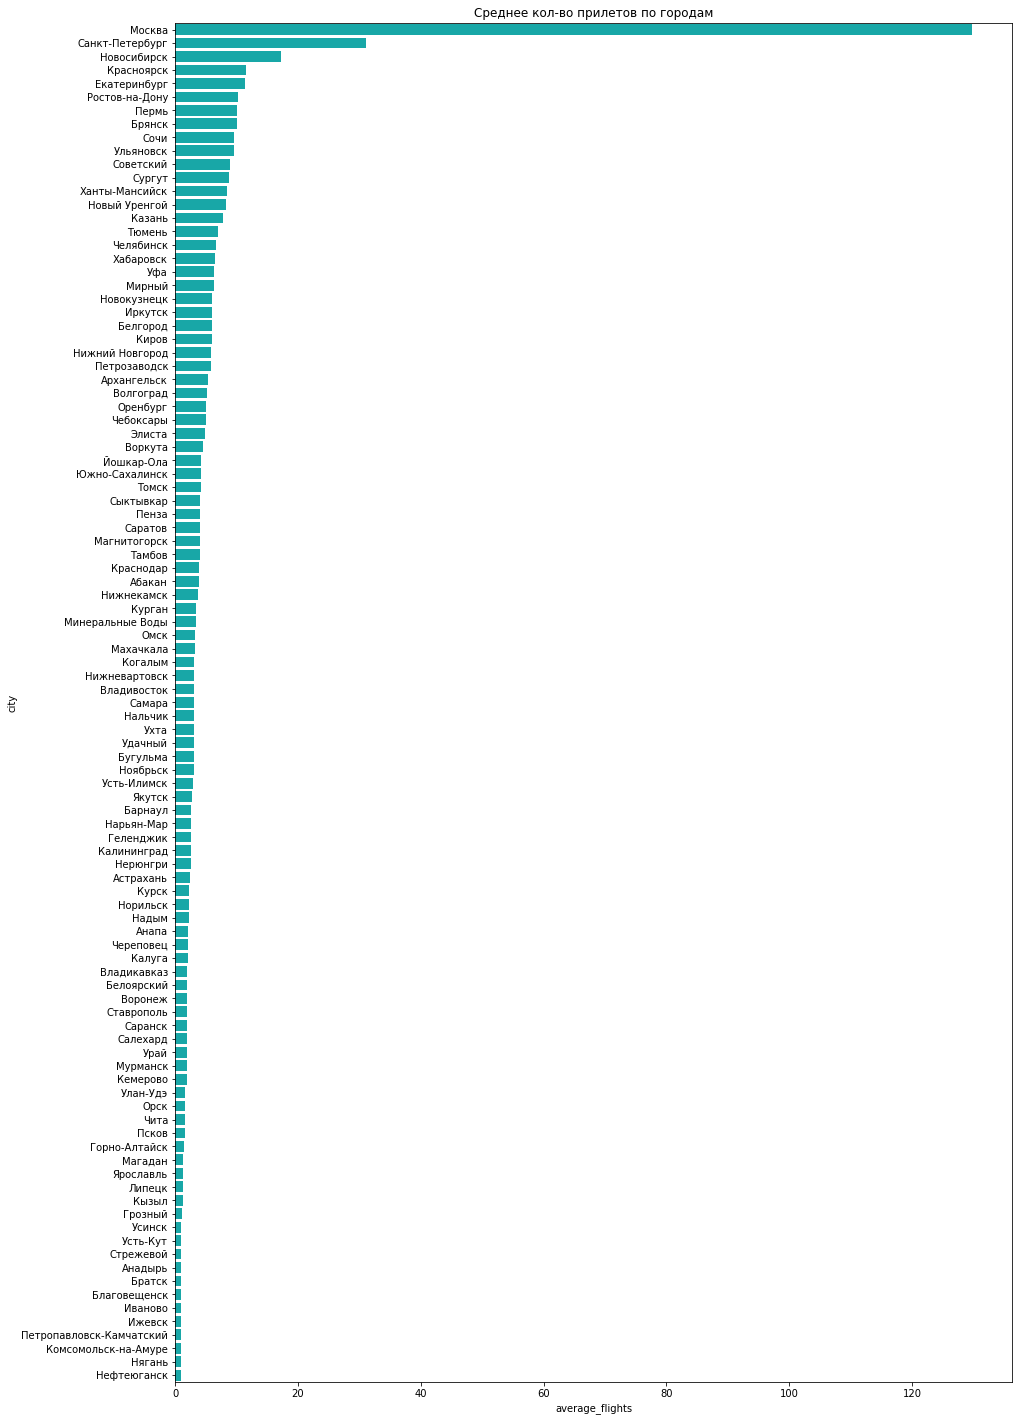 Среднее кол-во прилетов по городам
Москва
Санкт-Петербург
Новосибирск
Красноярск
Екатеринбург
Ростов-на-Дону
Пермь
Брянск
Сочи
Ульяновск
Советский
Сургут
Ханты-Мансийск
Новый Уренгой
Казань
Тюмень
Челябинск
Хабаровск
Уфа
Мирный
Новокузнецк
Иркутск
Белгород
Киров
Нижний Новгород
Петрозаводск
Архангельск
Волгоград
Оренбург
Чебоксары
Элиста
Воркута
Йошкар-Ола
Южно-Сахалинск
Томск
Сыктывкар
Пенза
Саратов
Магнитогорск
Тамбов
Краснодар
Абакан
Нижнекамск
Курган
Минеральные Воды
Омск
Махачкала
Когалым
Нижневартовск
Владивосток
Самара
Нальчик
Ухта
Удачный
Бугульма
Ноябрьск
Усть-Илимск
Якутск
Барнаул
Нарьян-Мар
Геленджик
Калининград
Нерюнгри
Астрахань
Курск
Норильск
Надым
Анапа
Череповец
Калуга
Владикавказ
Белоярский
Воронеж
Ставрополь
Саранск
Салехард
Урай
Мурманск
Кемерово
Улан-Удэ
Орск
Чита
Псков
Горно-Алтайск
Магадан
Ярославль
Липецк
Кызыл
Грозный
Усинск
Усть-Кут
Стрежевой
Анадырь
Братск
Благовещенск
Иваново
Ижевск
Петропавловск-Камчатский
Комсомольск-на-Амуре
Нягань
Нефтеюганск
city
0 20 40 60 80 100 120
average_flights